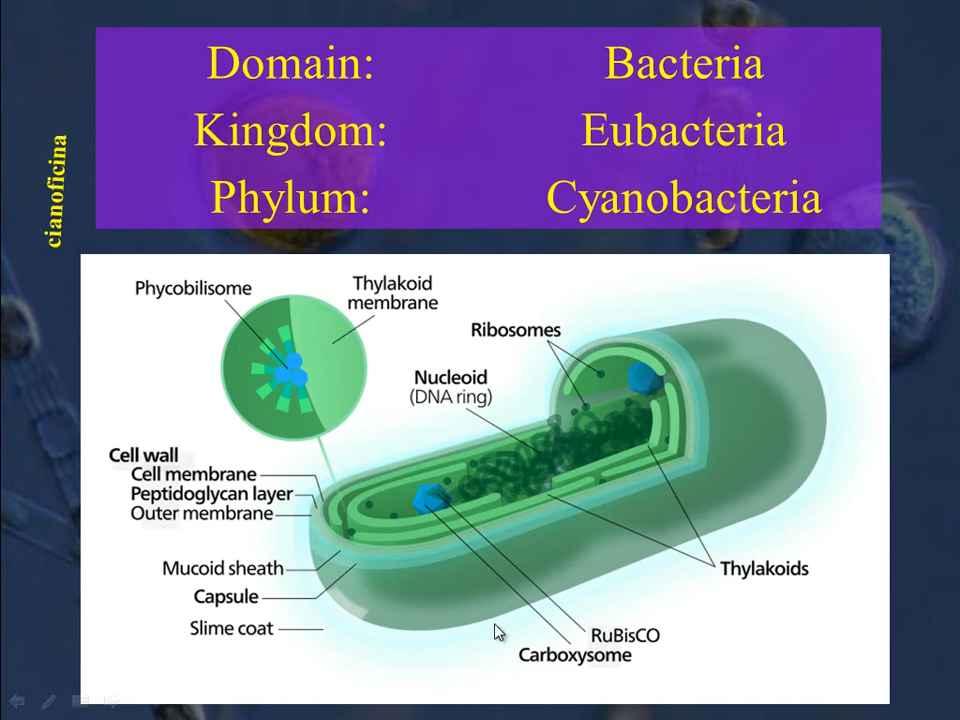 Domain: Bacteria
Kingdom: Eubacteria
Phylum: Cyanobacteria
cianoficina
Phycobilisome
Thylakoid
membrane
Ribosomes
Nucleoid
(DNA ring)
Cell wall
Cell membrane
Peptidoglycan layer
Outer membrane
Mucoid sheath
Capsule
Slime coat
Thylakoids
RuBisCO
Carboxysome